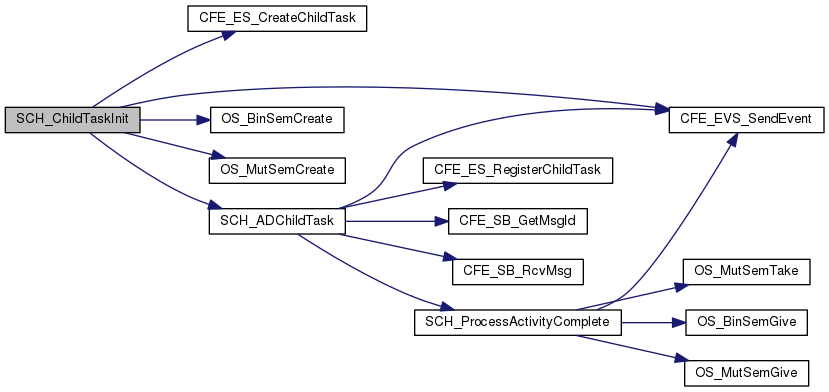 CFE_ES_CreateChildTask
SCH_ChildTaskInit
OS_BinSemCreate
CFE_EVS_SendEvent
OS_MutSemCreate
CFE_ES_RegisterChildTask
SCH_ADChildTask
CFE_SB_GetMsgId
CFE_SB_RcvMsg
OS_MutSemTake
SCH_ProcessActivityComplete
OS_BinSemGive
OS_MutSemGive